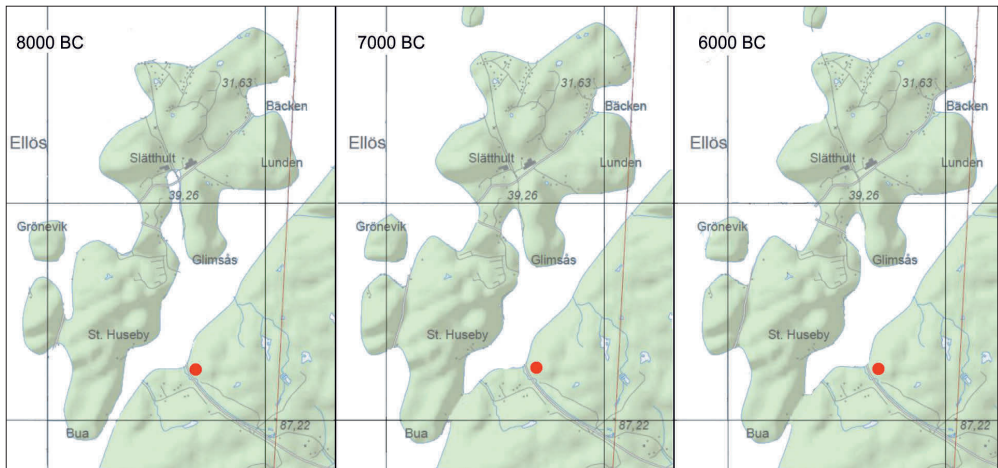 8000 BC
31,63
Bäcken
Ellös
Slätthult
Lunden
39,26
Grönevik
Glimsås
St. Huseby
87,22
Bua
7000 BC
31,63
Bäcken
Ellös
Slätthult
Lunden
39,26
Grönevik
Glimsås
St. Huseby
87,22
Bua
6000 BC
31,63
Bäcken
Ellös
Slätthult
Lunden
39,26
Grönevik
Glimsås
St. Huseby
87,22
Bua